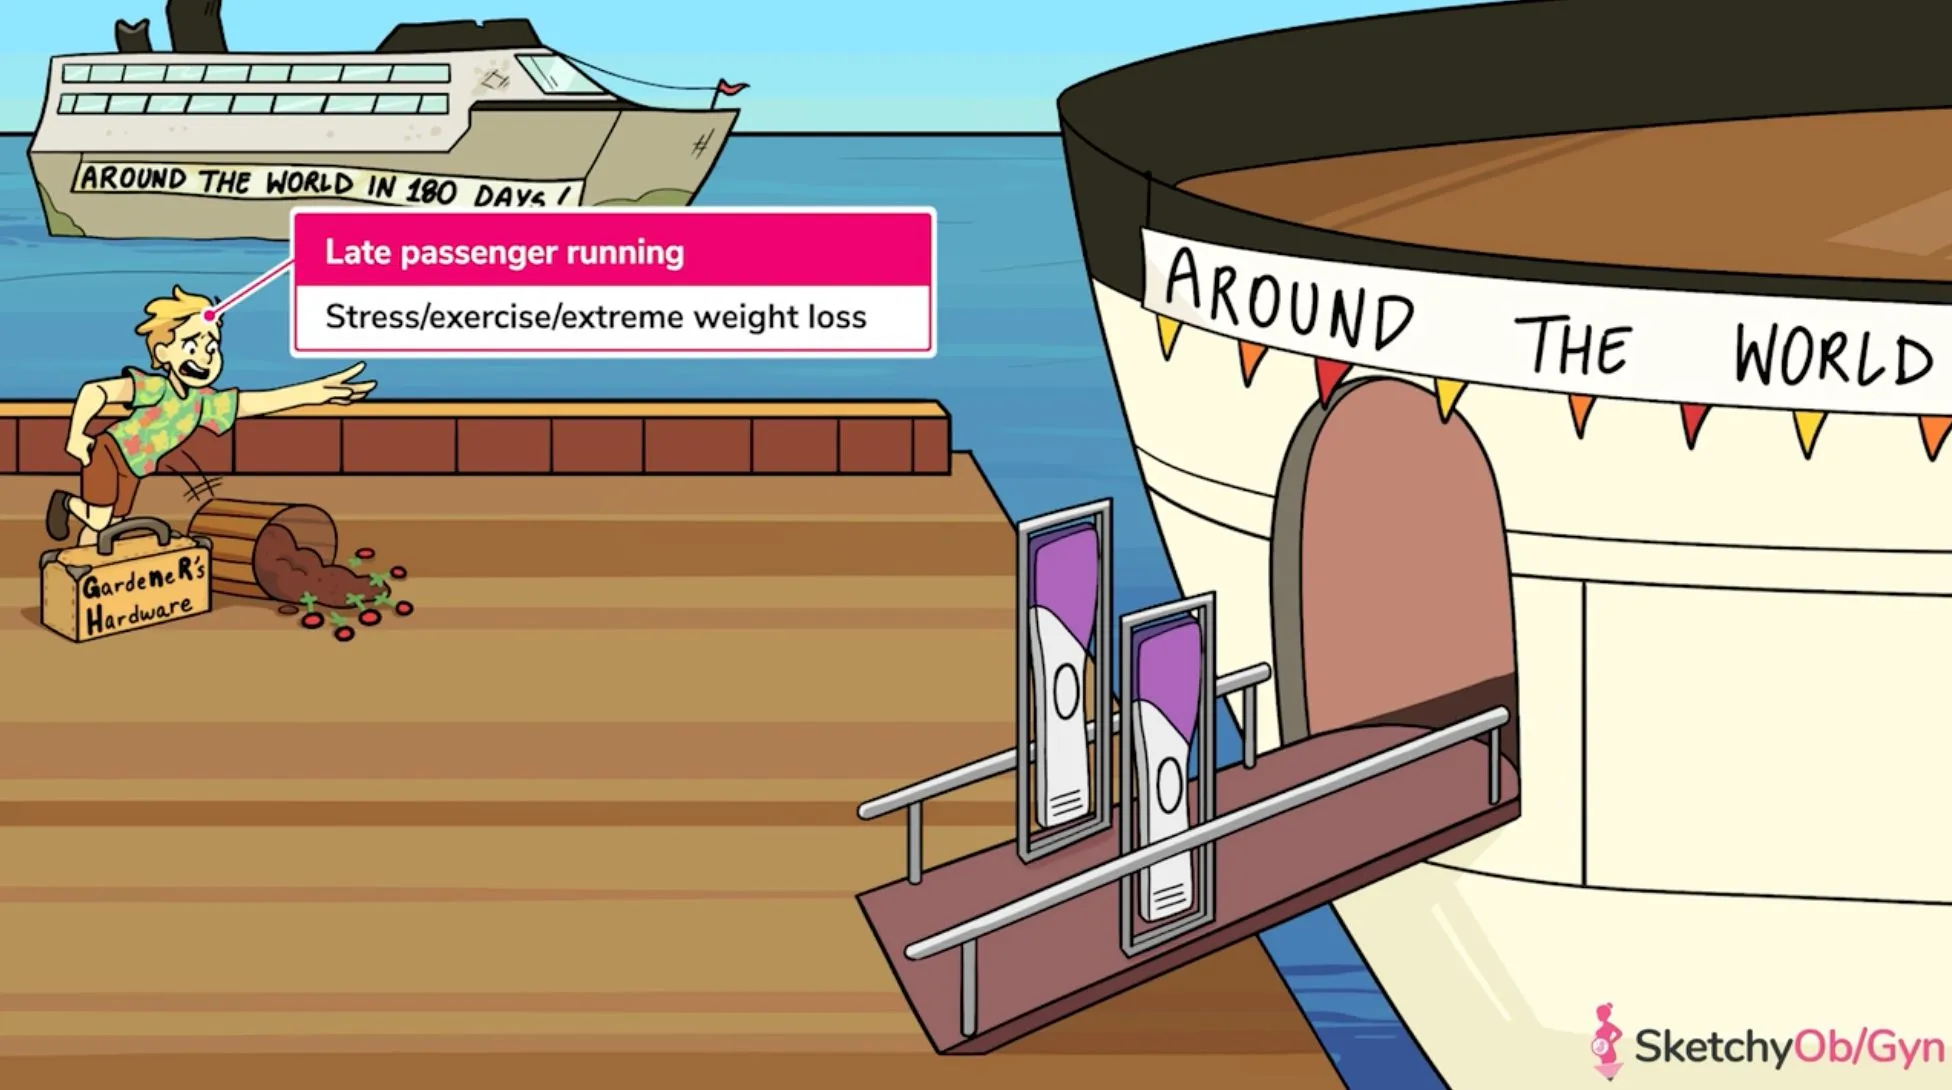 AROUND THE WORLD IN 180 DAYS!
Late passenger running
Stress/exercise/extreme weight loss
AROUND THE WORLD
GardeNeR's
Hardware
SketchyOb/Gyn